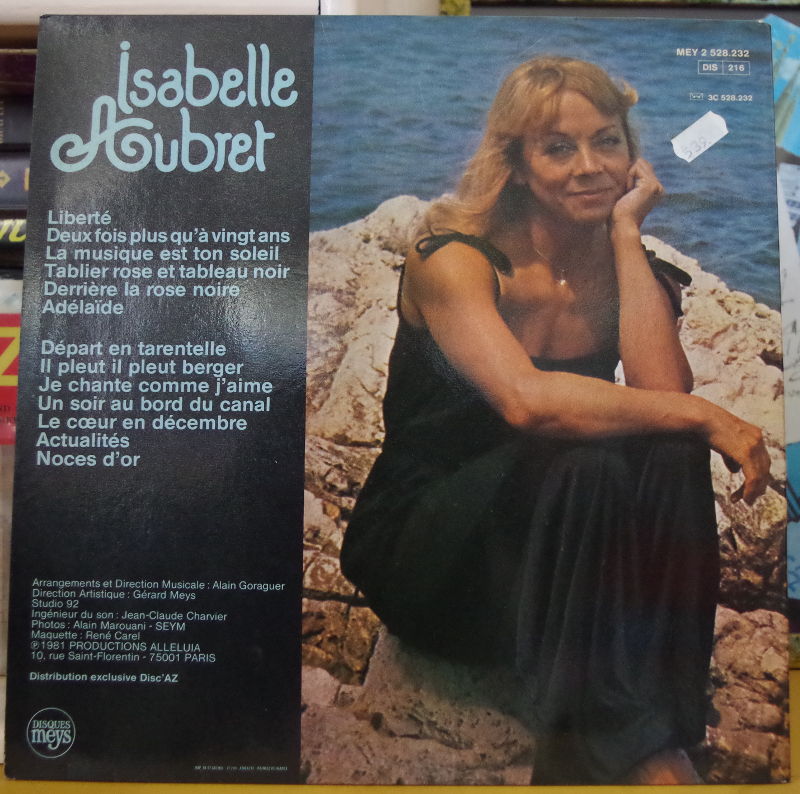 Isabelle
Aubret
MEY 2 528.232
DIS 216
3C 528.232
Liberté
Deux fois plus qu'à vingt ans
La musique est ton soleil
Tablier rose et tableau noir
Derrière la rose noire
Adélaïde
Départ en tarentelle
Il pleut il pleut berger
Je chante comme j'aime
Un soir au bord du canal
Le cœur en décembre
Actualités
Noces d'or
Arrangements et Direction Musicale : Alain Goraguer
Direction Artistique : Gérard Meys
Studio 92
Ingénieur du son : Jean-Claude Charvier
Photos : Alain Marouani - SEYM
Maquette : René Carel
℗ 1981 PRODUCTIONS ALLELUIA
10, rue Saint-Florentin - 75001 PARIS
Distribution exclusive Disc'AZ
DISQUES
meys